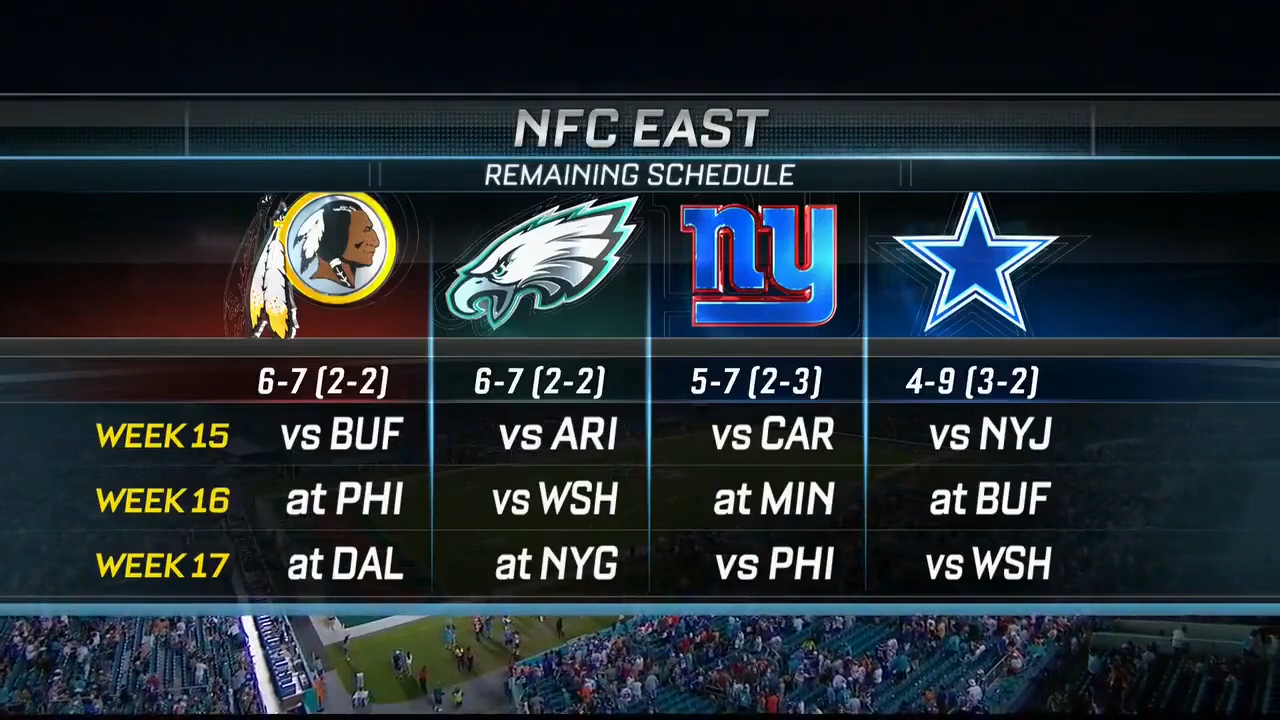 NFC EAST
REMAINING SCHEDULE
ny
6-7 (2-2) 6-7 (2-2) 5-7 (2-3) 4-9 (3-2)
WEEK 15 vs BUF vs ARI vs CAR vs NYJ
WEEK 16 at PHI vs WSH at MIN at BUF
WEEK 17 at DAL at NYG vs PHI vs WSH